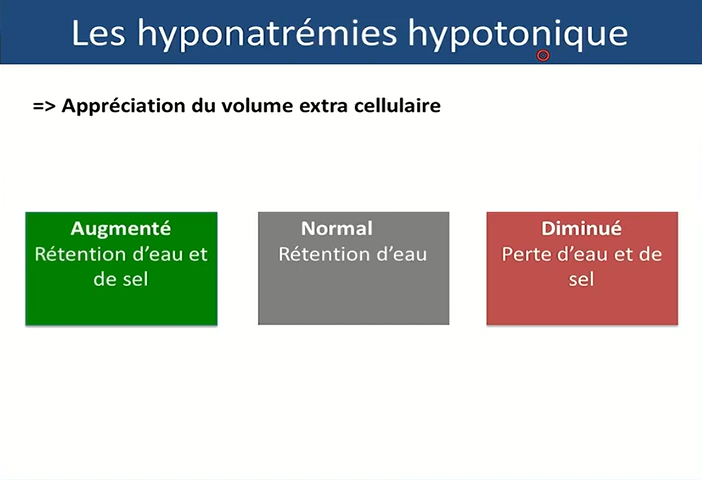 Les hyponatrémies hypotonique
=> Appréciation du volume extra cellulaire
Augmenté
Rétention d’eau et
de sel
Normal
Rétention d’eau
Diminué
Perte d’eau et de
sel